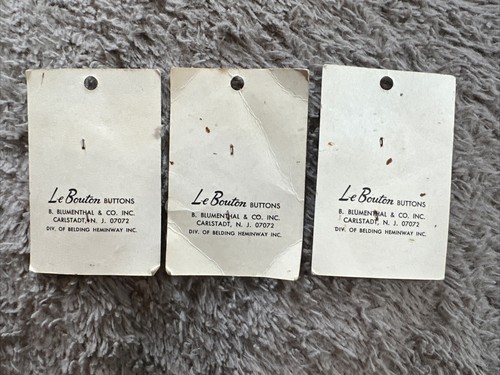 Le Bouton BUTTONS
B. BLUMENTHAL & CO. INC.
CARLSTADT, N. J. 07072
DIV. OF BELDING HEMINWAY INC.
Le Bouton BUTTONS
B. BLUMENTHAL & CO. INC.
CARLSTADT, N. J. 07072
DIV. OF BELDING HEMINWAY INC.
Le Bouton BUTTONS
B. BLUMENTHAL & CO. INC.
CARLSTADT, N. J. 07072
DIV. OF BELDING HEMINWAY INC.